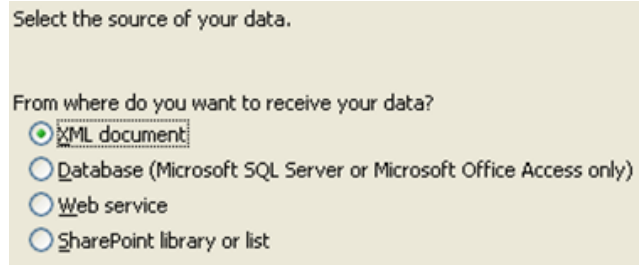 Select the source of your data.
From where do you want to receive your data?
XML document
Database (Microsoft SQL Server or Microsoft Office Access only)
Web service
SharePoint library or list